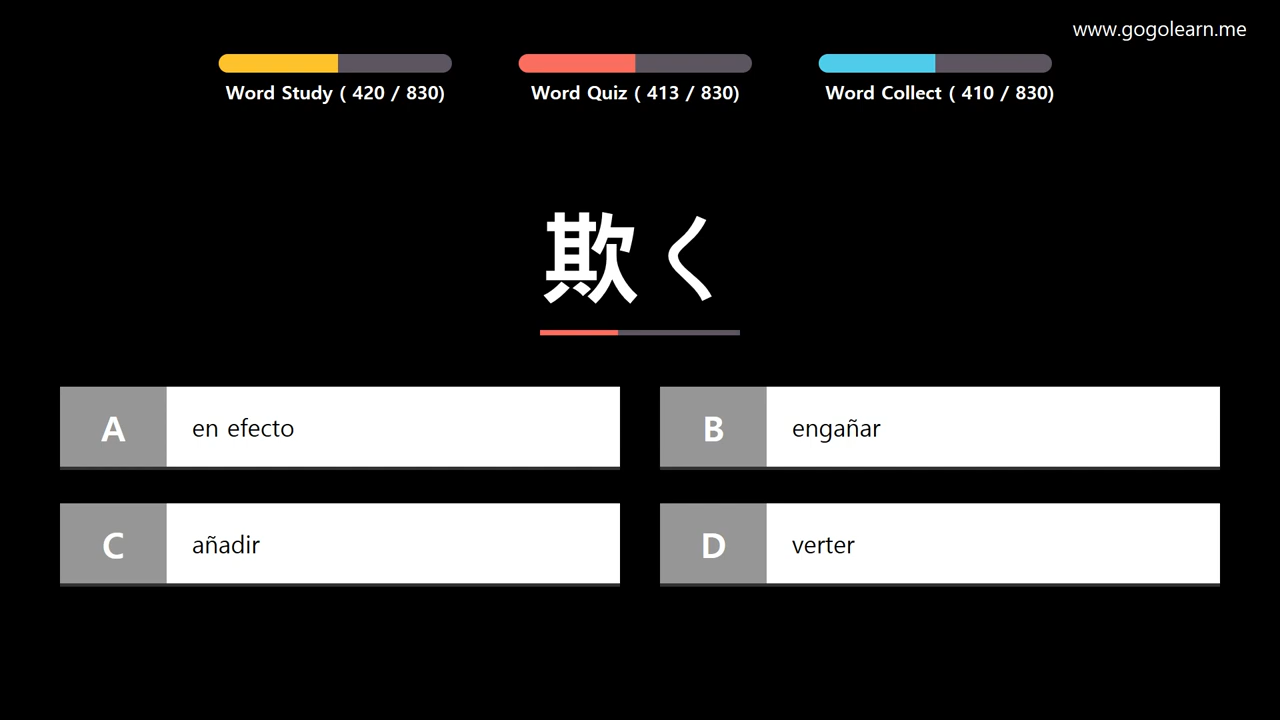 www.gogolearn.me
Word Study ( 420 / 830)
Word Quiz ( 413 / 830)
Word Collect ( 410 / 830)
欺く
A en efecto
B engañar
C añadir
D verter